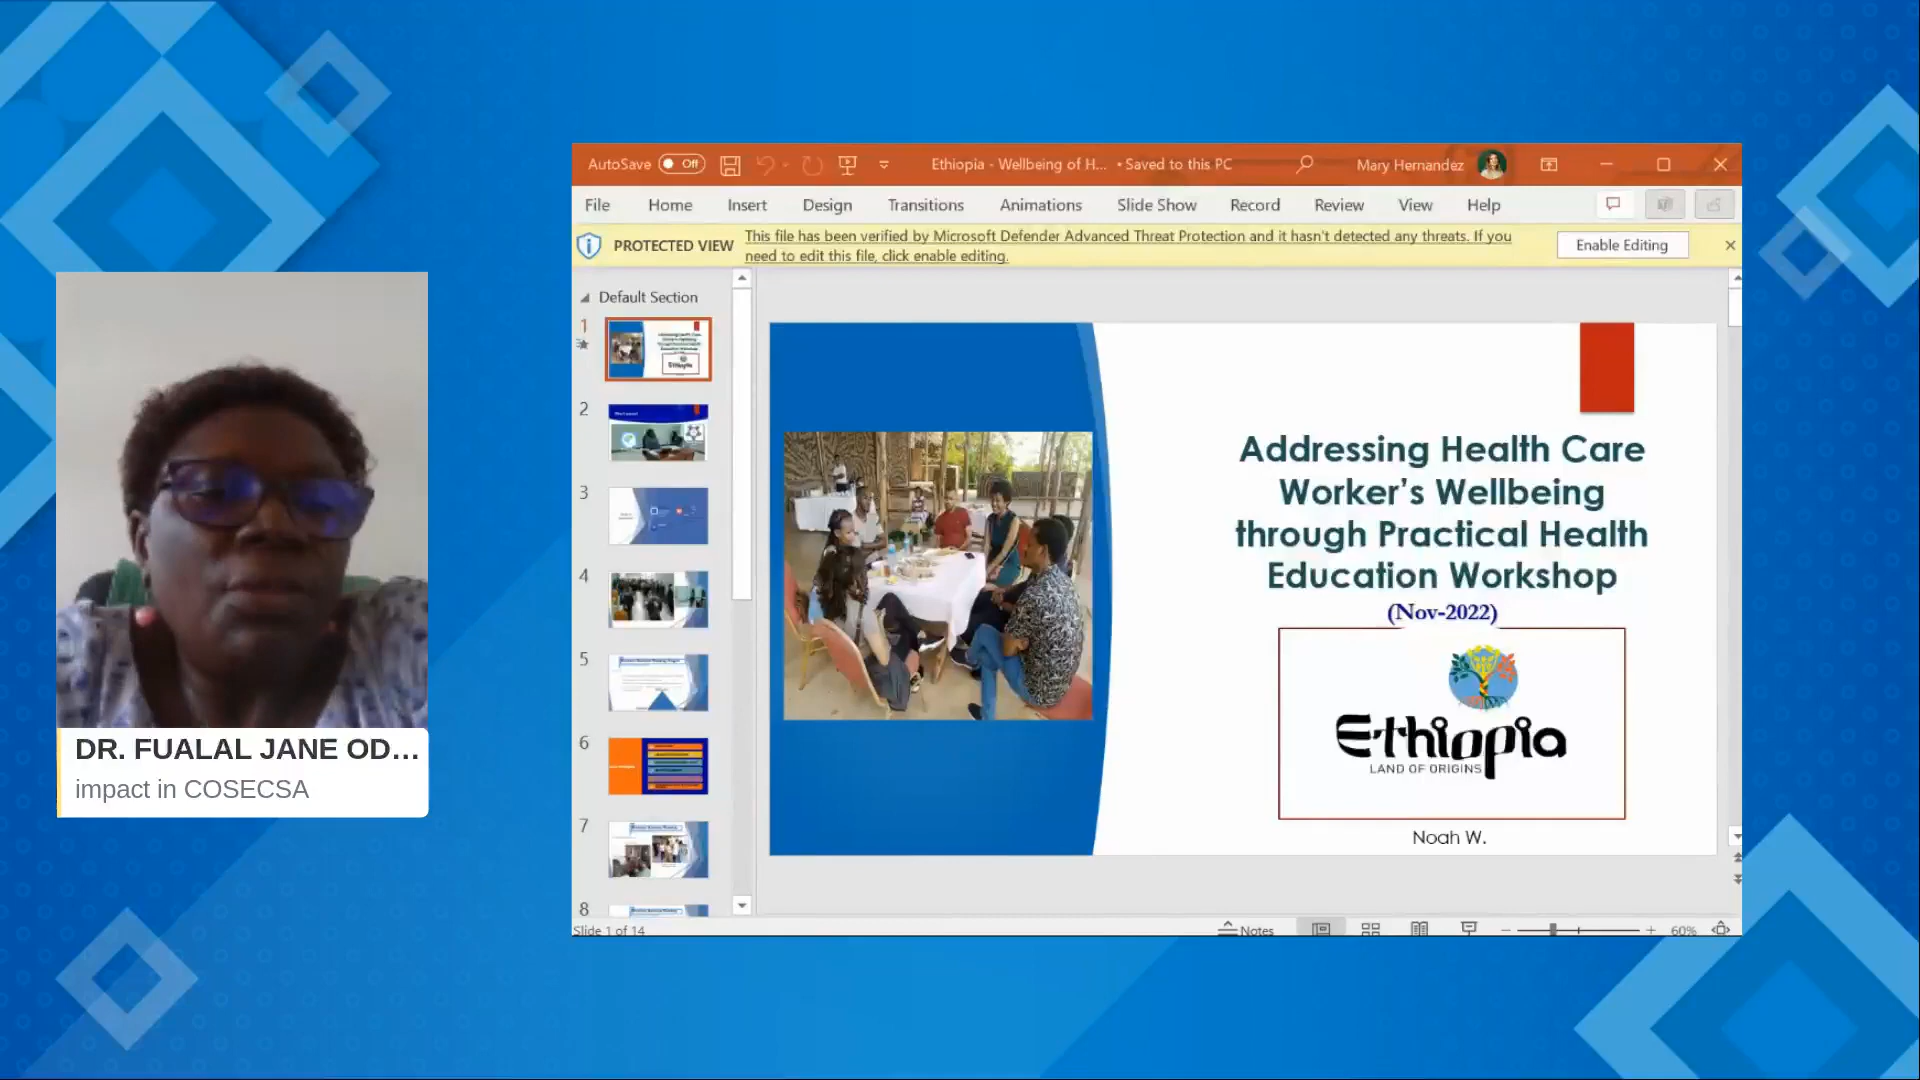 AutoSave Off Ethiopia - Wellbeing of H... • Saved to this PC Mary Hernandez
File Home Insert Design Transitions Animations Slide Show Record Review View Help
PROTECTED VIEW
This file has been verified by Microsoft Defender Advanced Threat Protection and it hasn't detected any threats. If you
need to edit this file, click enable editing.
Enable Editing
Default Section
1
2
3
4
5
6
7
8
Addressing Health Care
Worker's Wellbeing
through Practical Health
Education Workshop
(Nov-2022)
Ethiopia
LAND OF ORIGINS
Noah W.
Slide 1 of 14
Notes
60%
DR. FUALAL JANE OD...
impact in COSECSA